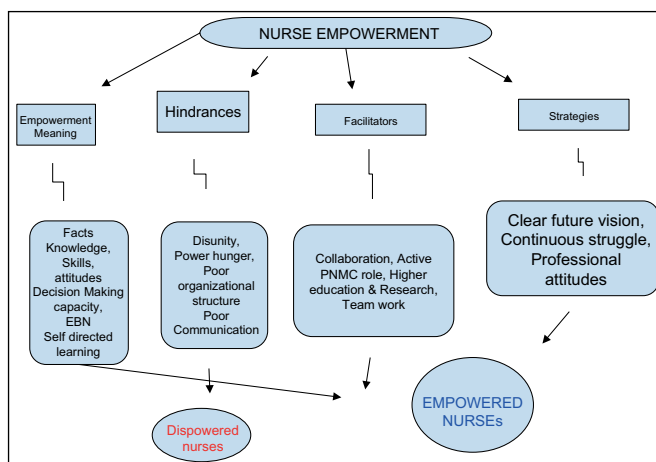 NURSE EMPOWERMENT
Empowerment
Meaning
Hindrances
Facilitators
Strategies
Facts
Knowledge,
Skills,
attitudes
Decision Making
capacity,
EBN
Self directed
learning
Disunity,
Power hunger,
Poor
organizational
structure
Poor
Communication
Collaboration, Active
PNMC role, Higher
education & Research,
Team work
Clear future vision,
Continuous struggle,
Professional
attitudes
Dispowered
nurses
EMPOWERED
NURSEs